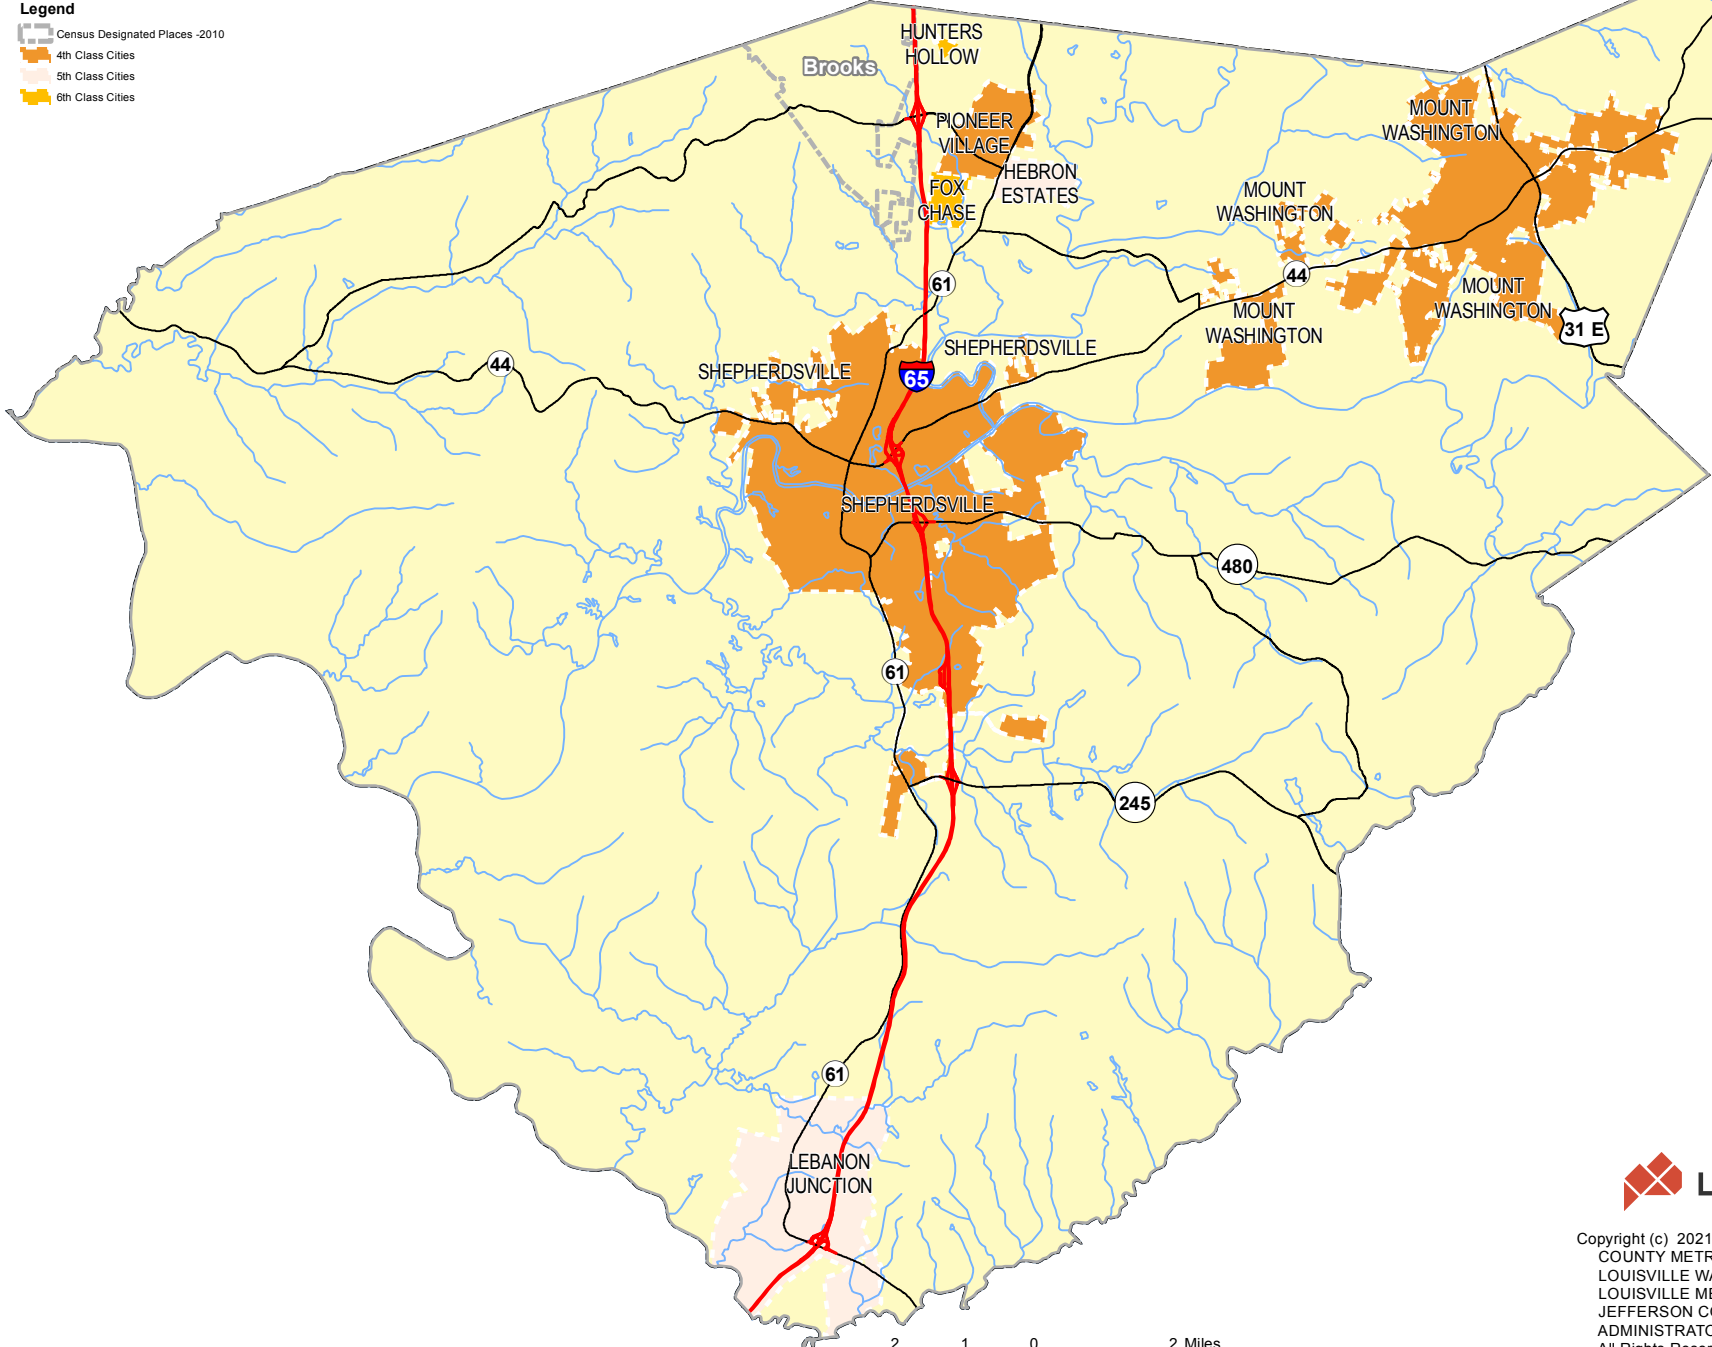 Legend
Census Designated Places -2010
4th Class Cities
5th Class Cities
6th Class Cities
HUNTERS
HOLLOW
Brooks
PIONEER
VILLAGE
HEBRON
ESTATES
FOX
CHASE
MOUNT
WASHINGTON
MOUNT
WASHINGTON
MOUNT
WASHINGTON
MOUNT
WASHINGTON
61
44
31 E
44
SHEPHERDSVILLE
SHEPHERDSVILLE
65
SHEPHERDSVILLE
480
61
245
61
LEBANON
JUNCTION
L
Copyright (c) 2021
COUNTY METR
LOUISVILLE WA
LOUISVILLE ME
JEFFERSON CO
ADMINISTRATO
2 1 0 2 Miles